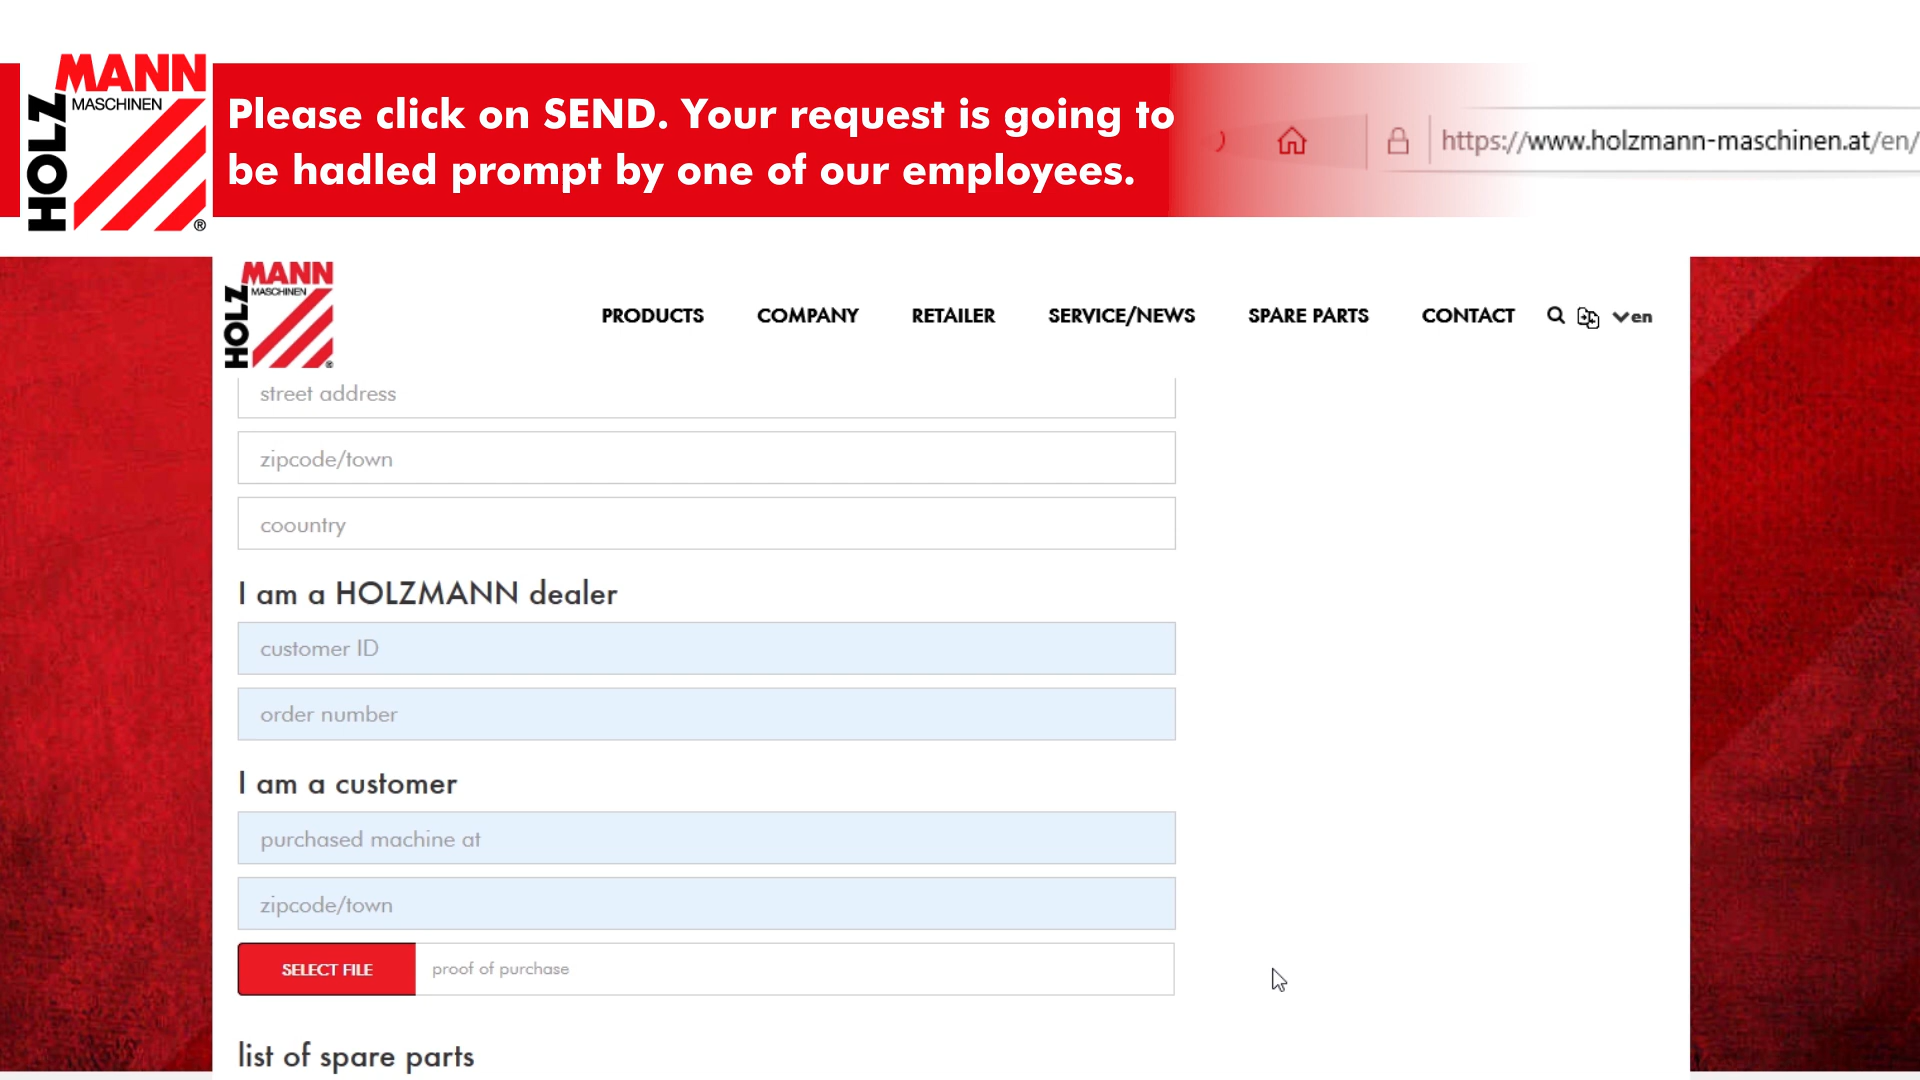 MANN
MASCHINEN
HOLZ
®
Please click on SEND. Your request is going to
be hadled prompt by one of our employees.
https://www.holzmann-maschinen.at/en/
MANN
MASCHINEN
HOLZ
®
PRODUCTS COMPANY RETAILER SERVICE/NEWS SPARE PARTS CONTACT en
street address
zipcode/town
coountry
I am a HOLZMANN dealer
customer ID
order number
I am a customer
purchased machine at
zipcode/town
SELECT FILE proof of purchase
list of spare parts